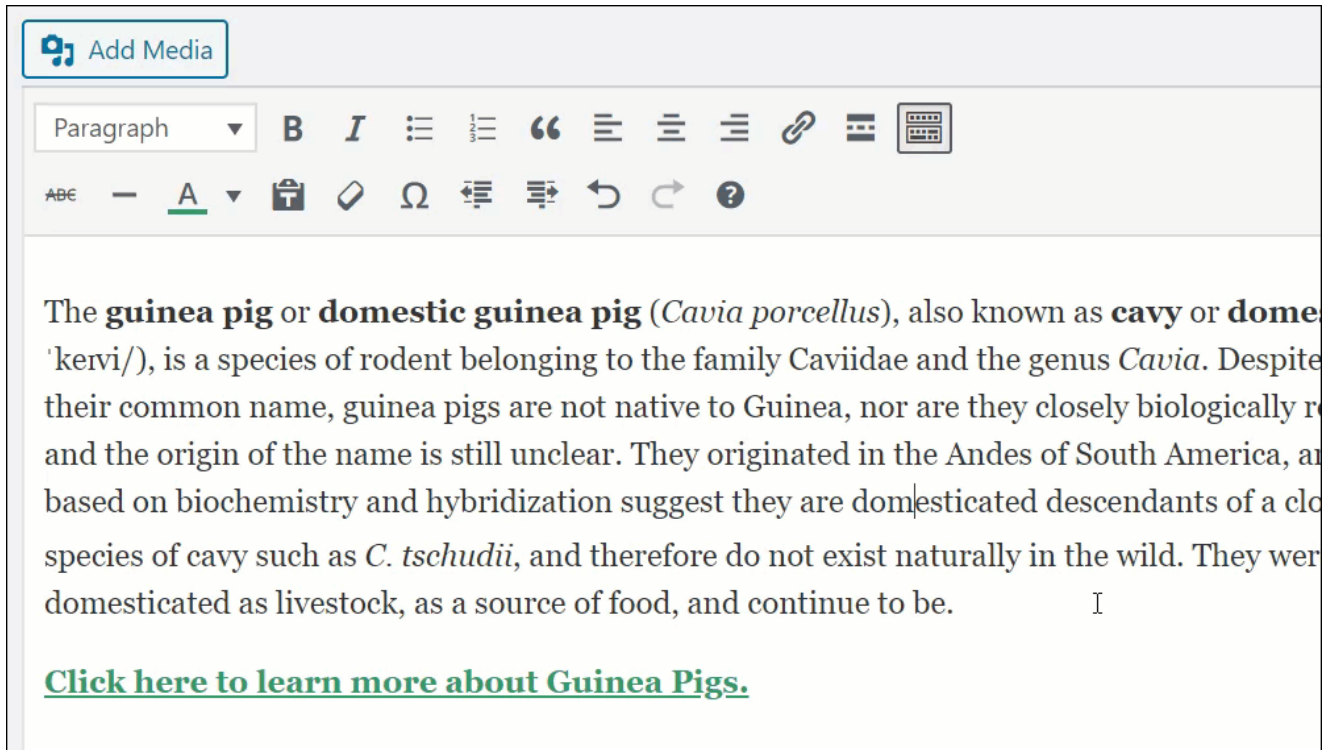 Add Media
Paragraph
B I
ABC A Ω ?
The guinea pig or domestic guinea pig (Cavia porcellus), also known as cavy or
ˈkeɪvi/), is a species of rodent belonging to the family Caviidae and the genus Cavia. Despite
their common name, guinea pigs are not native to Guinea, nor are they closely biologically
and the origin of the name is still unclear. They originated in the Andes of South America,
based on biochemistry and hybridization suggest they are domesticated descendants of a
species of cavy such as C. tschudii, and therefore do not exist naturally in the wild. They
domesticated as livestock, as a source of food, and continue to be.
Click here to learn more about Guinea Pigs.